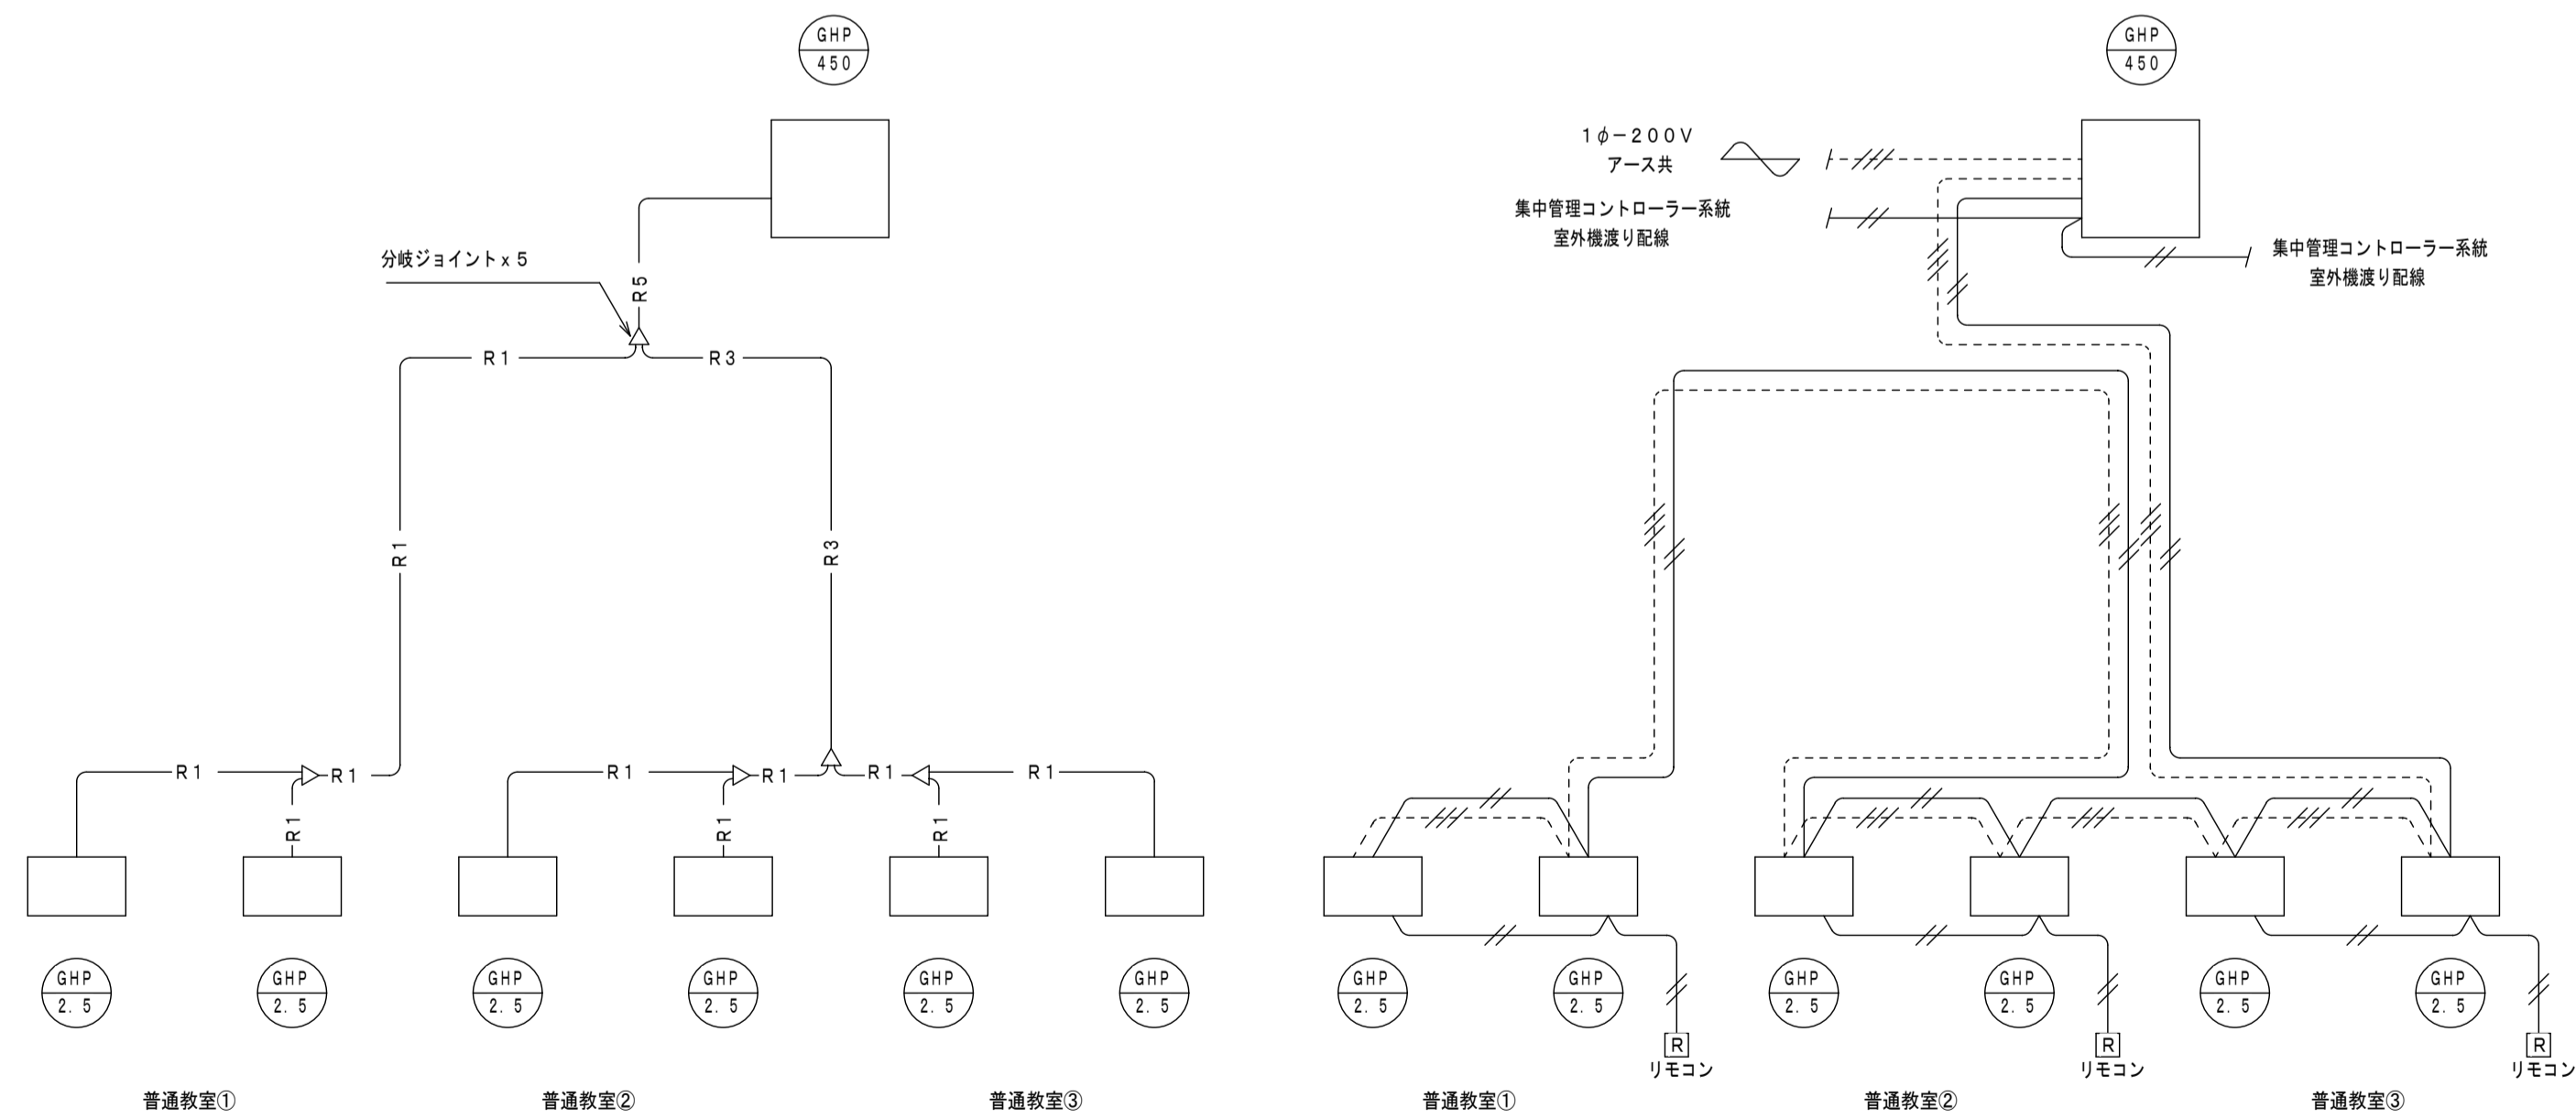 GHP
450
分岐ジョイントx5
R5
R1
R3
R1
R3
R1
R1
R1
R1
R1
R1
R1
R1
R1
GHP
2.5
GHP
2.5
GHP
2.5
GHP
2.5
GHP
2.5
GHP
2.5
普通教室①
普通教室②
普通教室③
GHP
450
1φ－200V
アース共
集中管理コントローラー系統
室外機渡り配線
集中管理コントローラー系統
室外機渡り配線
GHP
2.5
GHP
2.5
GHP
2.5
GHP
2.5
GHP
2.5
GHP
2.5
R
リモコン
R
リモコン
R
リモコン
普通教室①
普通教室②
普通教室③